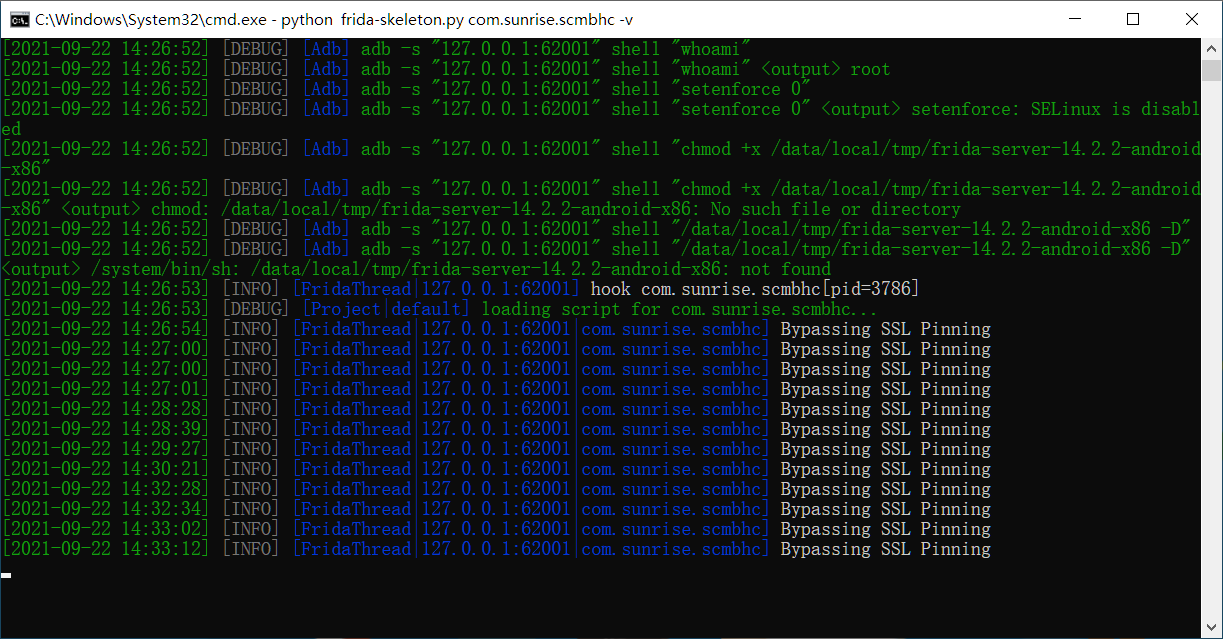 C:\Windows\System32\cmd.exe - python  frida-skeleton.py com.sunrise.scmbhc -v
[2021-09-22 14:26:52] [DEBUG] [Adb] adb -s "127.0.0.1:62001" shell "whoami"
[2021-09-22 14:26:52] [DEBUG] [Adb] adb -s "127.0.0.1:62001" shell "whoami" <output> root
[2021-09-22 14:26:52] [DEBUG] [Adb] adb -s "127.0.0.1:62001" shell "setenforce 0"
[2021-09-22 14:26:52] [DEBUG] [Adb] adb -s "127.0.0.1:62001" shell "setenforce 0" <output> setenforce: SELinux is disabl
ed
[2021-09-22 14:26:52] [DEBUG] [Adb] adb -s "127.0.0.1:62001" shell "chmod +x /data/local/tmp/frida-server-14.2.2-android
-x86"
[2021-09-22 14:26:52] [DEBUG] [Adb] adb -s "127.0.0.1:62001" shell "chmod +x /data/local/tmp/frida-server-14.2.2-android
-x86" <output> chmod: /data/local/tmp/frida-server-14.2.2-android-x86: No such file or directory
[2021-09-22 14:26:52] [DEBUG] [Adb] adb -s "127.0.0.1:62001" shell "/data/local/tmp/frida-server-14.2.2-android-x86 -D"
[2021-09-22 14:26:52] [DEBUG] [Adb] adb -s "127.0.0.1:62001" shell "/data/local/tmp/frida-server-14.2.2-android-x86 -D"
<output> /system/bin/sh: /data/local/tmp/frida-server-14.2.2-android-x86: not found
[2021-09-22 14:26:53] [INFO] [FridaThread|127.0.0.1:62001] hook com.sunrise.scmbhc[pid=3786]
[2021-09-22 14:26:53] [DEBUG] [Project|default] loading script for com.sunrise.scmbhc...
[2021-09-22 14:26:54] [INFO] [FridaThread|127.0.0.1:62001|com.sunrise.scmbhc] Bypassing SSL Pinning
[2021-09-22 14:27:00] [INFO] [FridaThread|127.0.0.1:62001|com.sunrise.scmbhc] Bypassing SSL Pinning
[2021-09-22 14:27:00] [INFO] [FridaThread|127.0.0.1:62001|com.sunrise.scmbhc] Bypassing SSL Pinning
[2021-09-22 14:27:01] [INFO] [FridaThread|127.0.0.1:62001|com.sunrise.scmbhc] Bypassing SSL Pinning
[2021-09-22 14:28:28] [INFO] [FridaThread|127.0.0.1:62001|com.sunrise.scmbhc] Bypassing SSL Pinning
[2021-09-22 14:28:39] [INFO] [FridaThread|127.0.0.1:62001|com.sunrise.scmbhc] Bypassing SSL Pinning
[2021-09-22 14:29:27] [INFO] [FridaThread|127.0.0.1:62001|com.sunrise.scmbhc] Bypassing SSL Pinning
[2021-09-22 14:30:21] [INFO] [FridaThread|127.0.0.1:62001|com.sunrise.scmbhc] Bypassing SSL Pinning
[2021-09-22 14:32:28] [INFO] [FridaThread|127.0.0.1:62001|com.sunrise.scmbhc] Bypassing SSL Pinning
[2021-09-22 14:32:34] [INFO] [FridaThread|127.0.0.1:62001|com.sunrise.scmbhc] Bypassing SSL Pinning
[2021-09-22 14:33:02] [INFO] [FridaThread|127.0.0.1:62001|com.sunrise.scmbhc] Bypassing SSL Pinning
[2021-09-22 14:33:12] [INFO] [FridaThread|127.0.0.1:62001|com.sunrise.scmbhc] Bypassing SSL Pinning